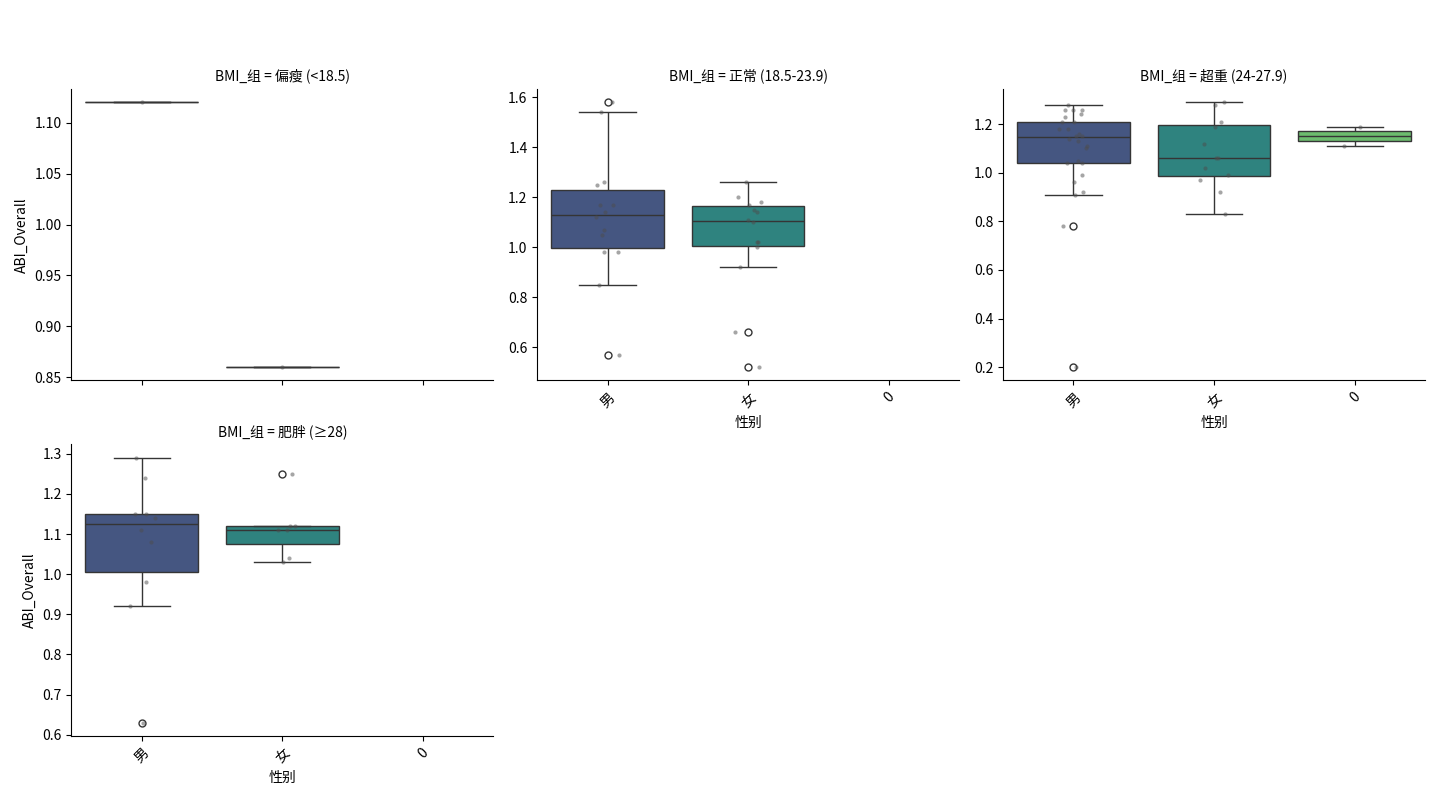 BMI_组 = 偏瘦 (<18.5)
ABI_Overall
1.10
1.05
1.00
0.95
0.90
0.85
BMI_组 = 正常 (18.5-23.9)
1.6
1.4
1.2
1.0
0.8
0.6
男
女
0
性别
BMI_组 = 超重 (24-27.9)
1.2
1.0
0.8
0.6
0.4
0.2
男
女
0
性别
BMI_组 = 肥胖 (≥28)
ABI_Overall
1.3
1.2
1.1
1.0
0.9
0.8
0.7
0.6
男
女
0
性别